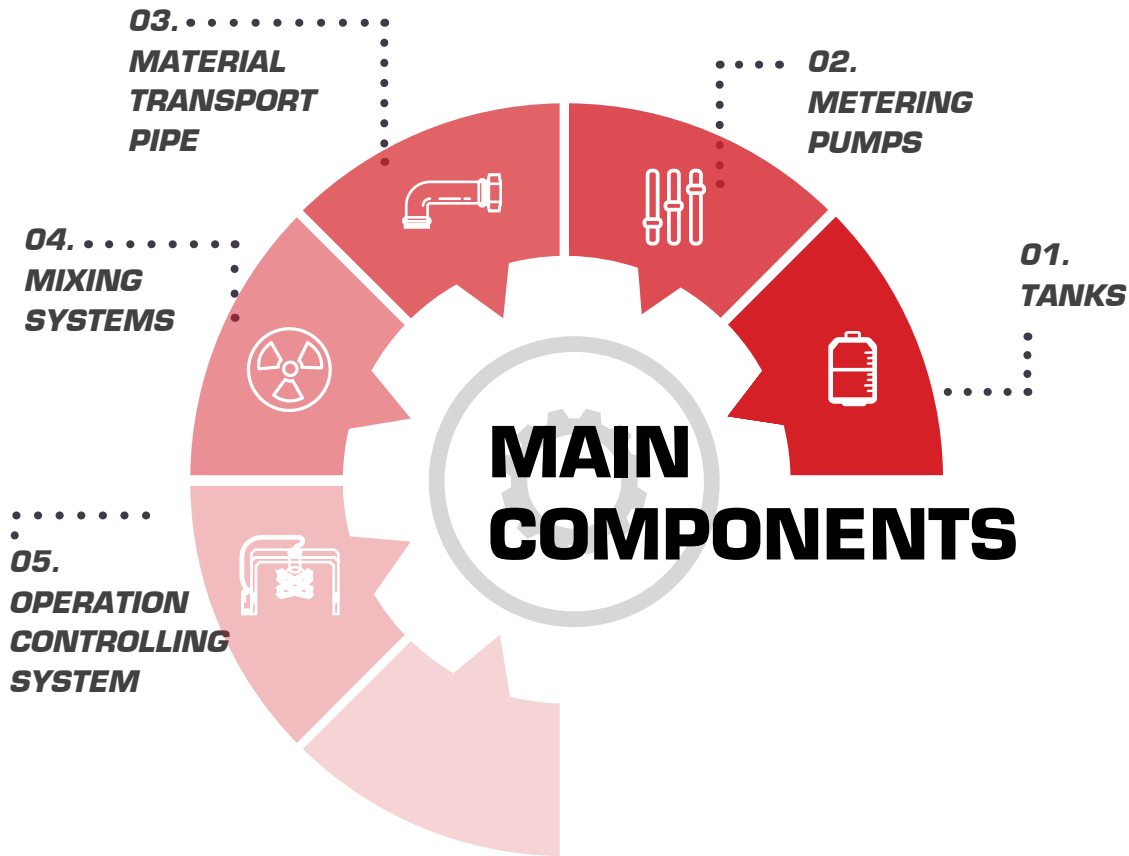 01.
TANKS
02.
METERING
PUMPS
03.
MATERIAL
TRANSPORT
PIPE
04.
MIXING
SYSTEMS
05.
OPERATION
CONTROLLING
SYSTEM
MAIN
COMPONENTS